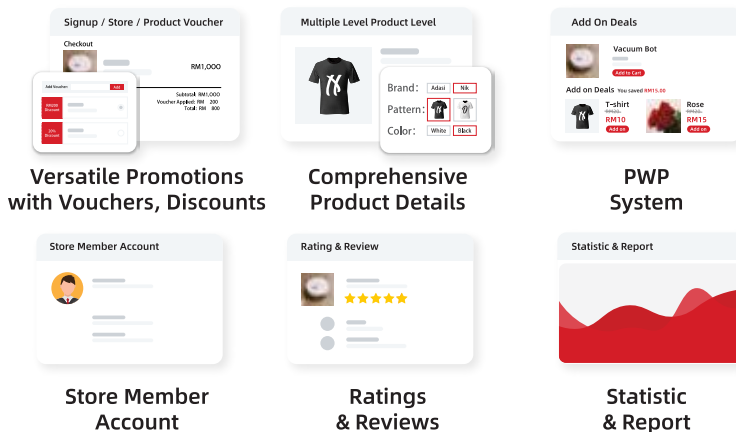 Signup / Store / Product Voucher
Checkout
RM1,000
Add Voucher
Add
RM200
Discount
20%
Discount
Subtotal: RM1,000
Voucher Applied: RM 200
Total: RM 800
Versatile Promotions
with Vouchers, Discounts
Multiple Level Product Level
Brand: Adasi Nik
Pattern:
Color: White Black
Comprehensive
Product Details
Add On Deals
Vacuum Bot
Add to Cart
Add on Deals You saved RM15.00
T-shirt
RM10
Add on
Rose
RM15
Add on
PWP
System
Store Member Account
Store Member
Account
Rating & Review
Ratings
& Reviews
Statistic & Report
Statistic
& Report